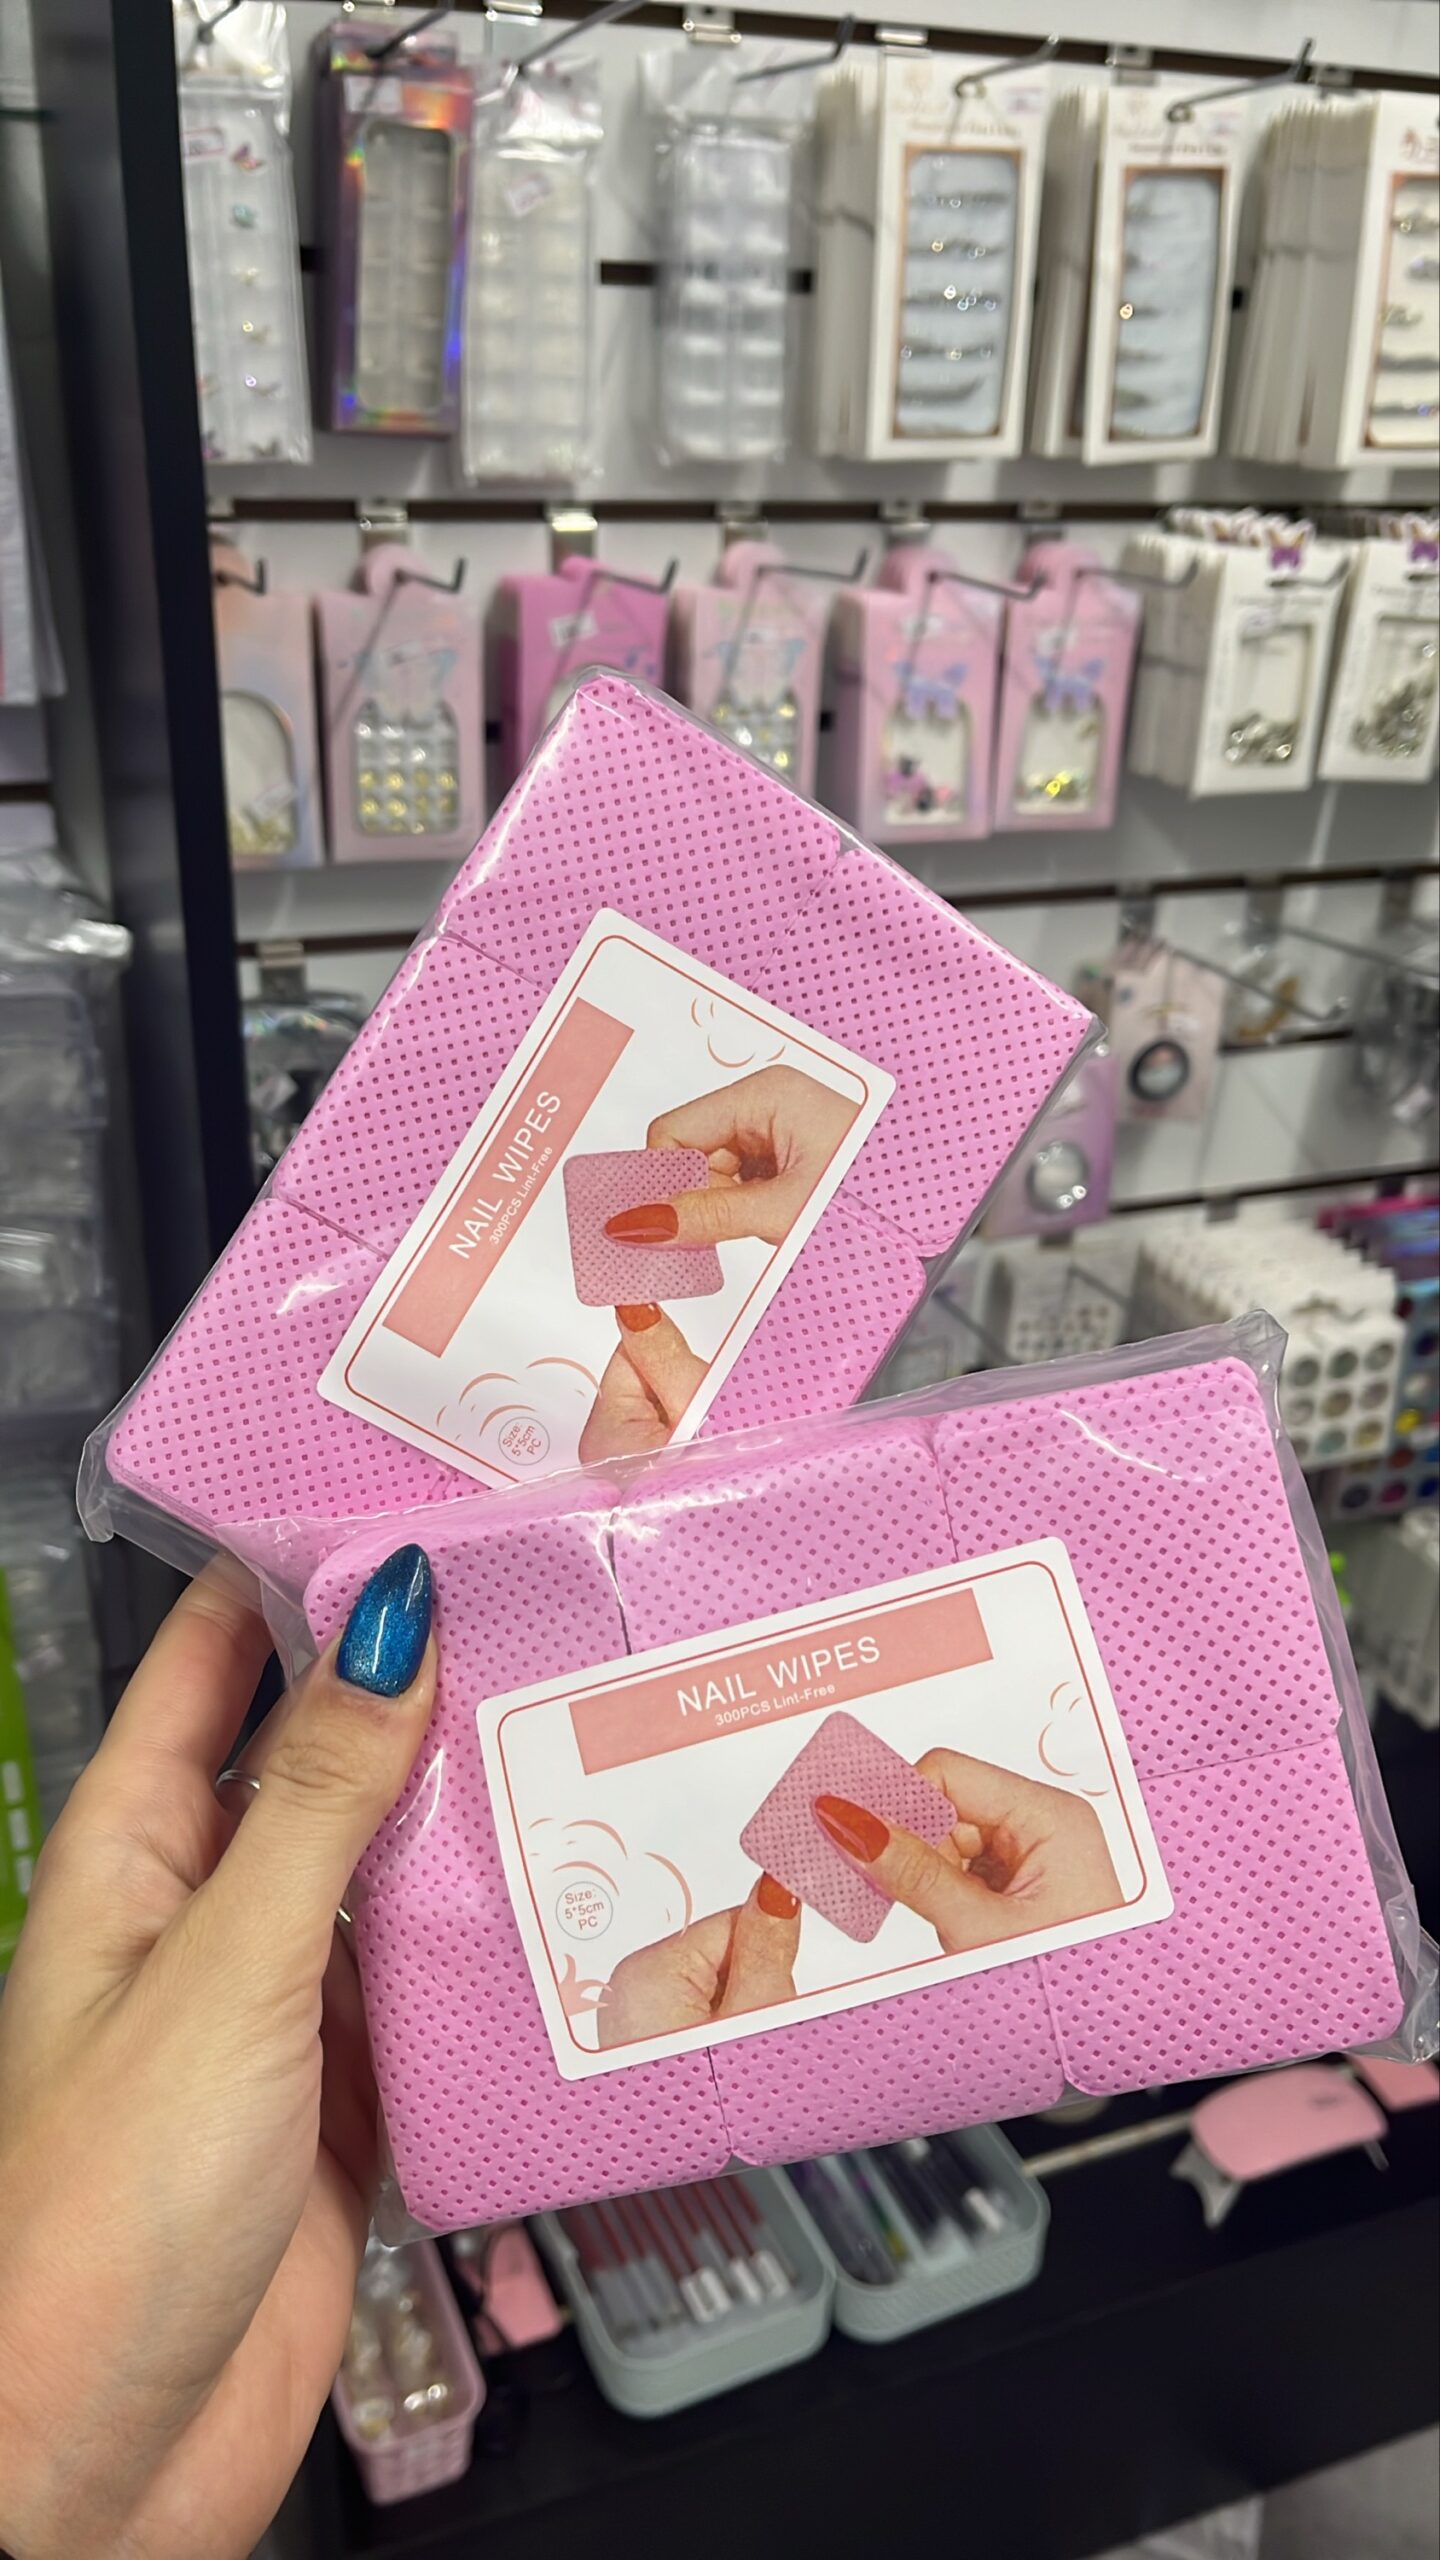 NAIL WIPES
300PCS Lint-Free
Size:
5*5cm
PC
NAIL WIPES
300PCS Lint-Free
Size:
5*5cm
PC